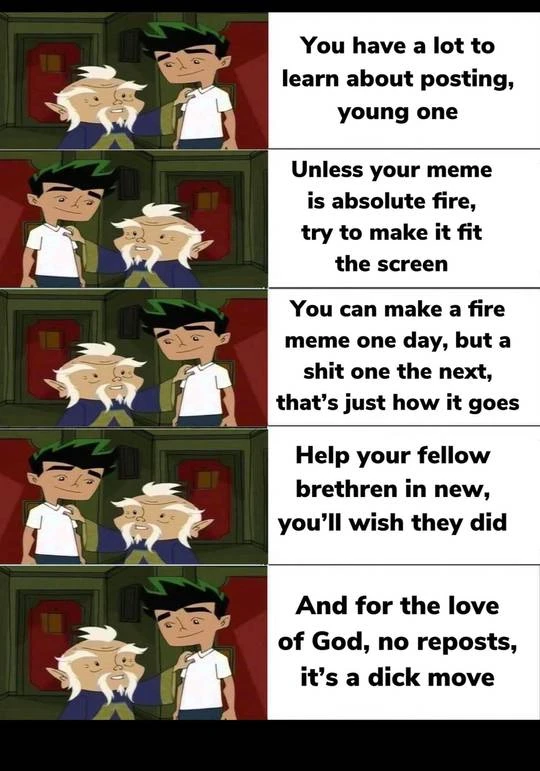 You have a lot to
learn about posting,
young one
Unless your meme
is absolute fire,
try to make it fit
the screen
You can make a fire
meme one day, but a
shit one the next,
that’s just how it goes
Help your fellow
brethren in new,
you’ll wish they did
And for the love
of God, no reposts,
it’s a dick move